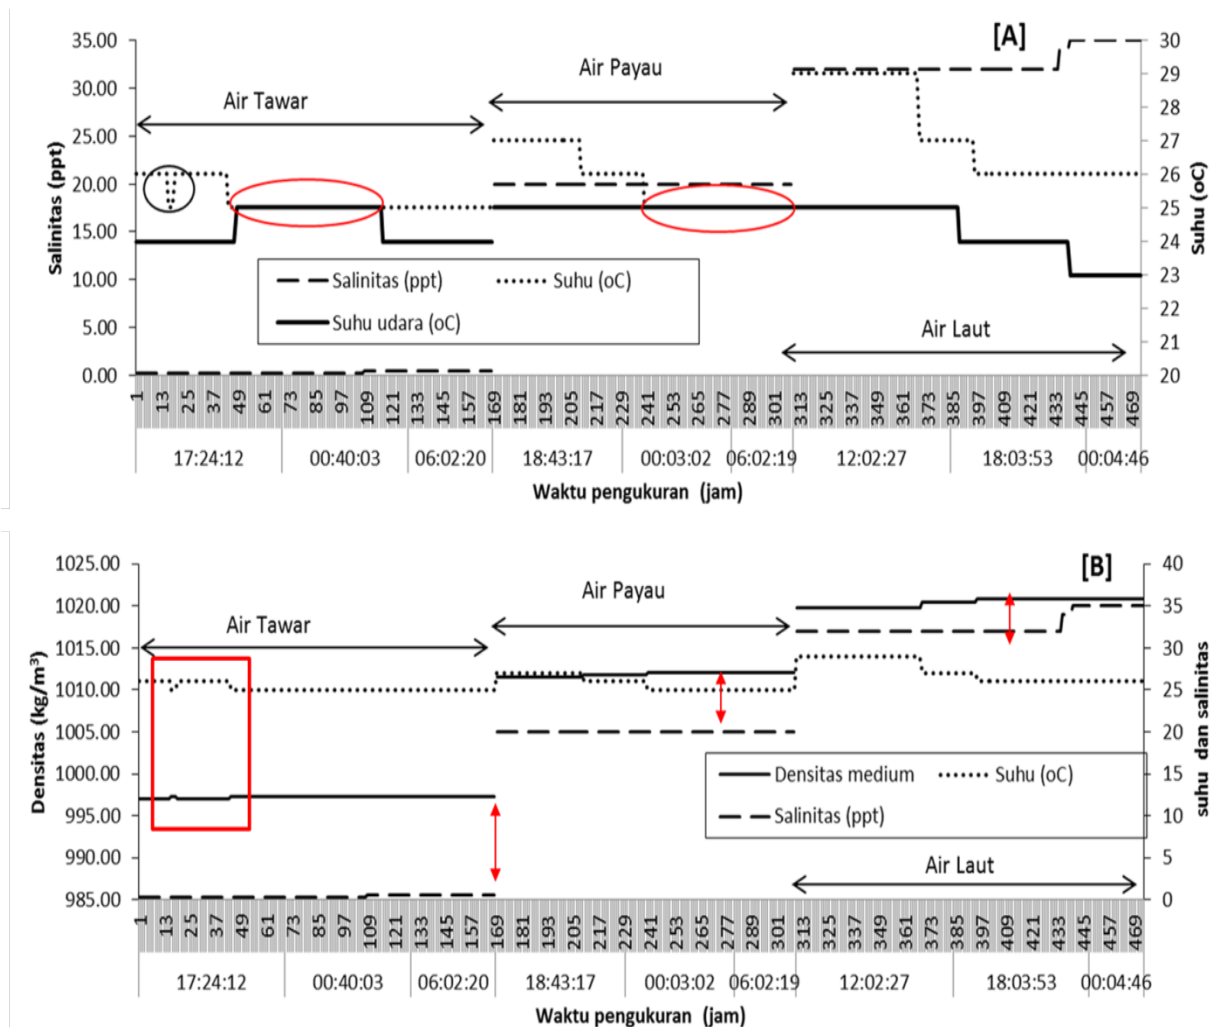 [A]
35.00
30.00
25.00
20.00
15.00
10.00
5.00
0.00
Salinitas (ppt)
Air Tawar
Air Payau
Air Laut
Salinitas (ppt) Suhu (oC)
Suhu udara (oC)
30
29
28
27
26
25
24
23
22
21
20
Suhu (oC)
1 13 25 37 49 61 73 85 97 109 121 133 145 157 169 181 193 205 217 229 241 253 265 277 289 301 313 325 337 349 361 373 385 397 409 421 433 445 457 469
17:24:12 00:40:03 06:02:20 18:43:17 00:03:02 06:02:19 12:02:27 18:03:53 00:04:46
Waktu pengukuran (jam)
[B]
1025.00
1020.00
1015.00
1010.00
1005.00
1000.00
995.00
990.00
985.00
Densitas (kg/m³)
Air Tawar
Air Payau
Densitas medium Suhu (oC)
Salinitas (ppt)
Air Laut
40
35
30
25
20
15
10
5
0
suhu dan salinitas
1 13 25 37 49 61 73 85 97 109 121 133 145 157 169 181 193 205 217 229 241 253 265 277 289 301 313 325 337 349 361 373 385 397 409 421 433 445 457 469
17:24:12 00:40:03 06:02:20 18:43:17 00:03:02 06:02:19 12:02:27 18:03:53 00:04:46
Waktu pengukuran (jam)